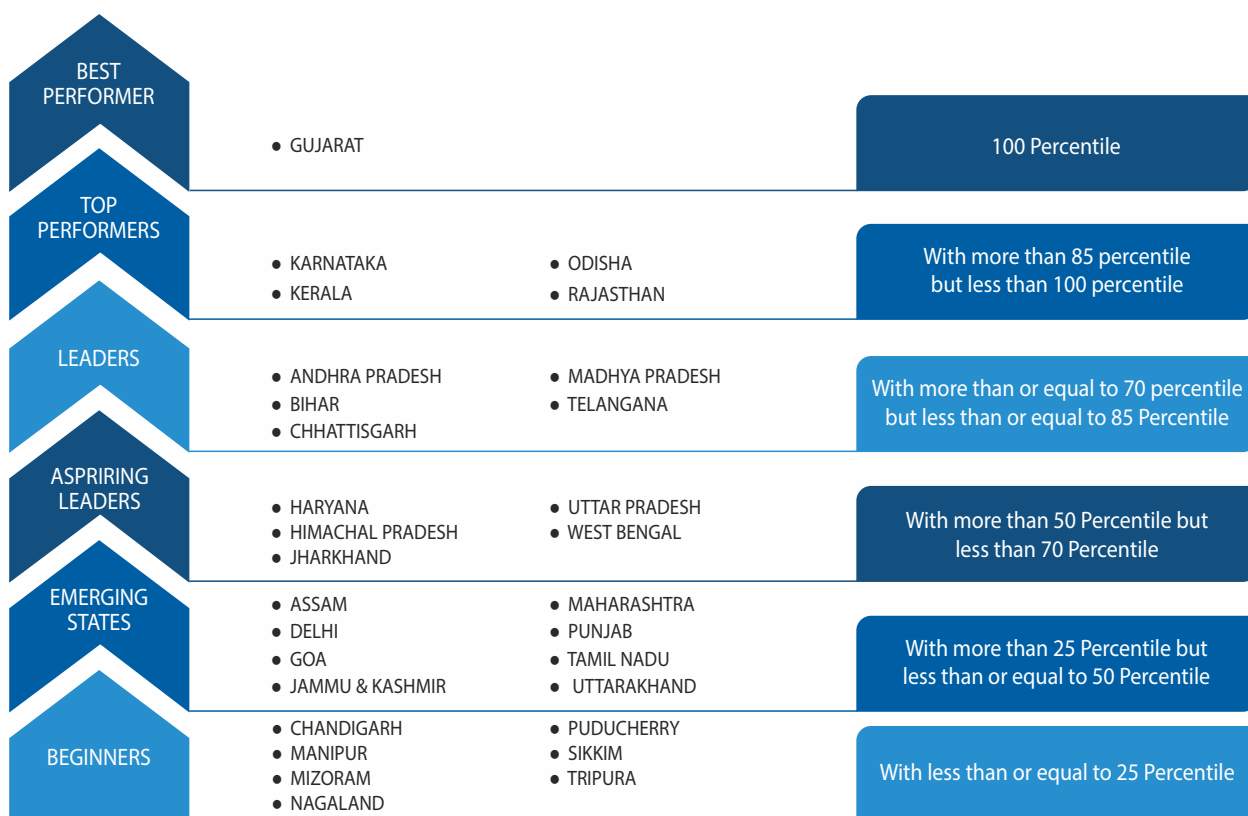 BEST
PERFORMER
● GUJARAT
100 Percentile
TOP
PERFORMERS
● KARNATAKA
● KERALA
● ODISHA
● RAJASTHAN
With more than 85 percentile
but less than 100 percentile
LEADERS
● ANDHRA PRADESH
● BIHAR
● CHHATTISGARH
● MADHYA PRADESH
● TELANGANA
With more than or equal to 70 percentile
but less than or equal to 85 Percentile
ASPRIRING
LEADERS
● HARYANA
● HIMACHAL PRADESH
● JHARKHAND
● UTTAR PRADESH
● WEST BENGAL
With more than 50 Percentile but
less than 70 Percentile
EMERGING
STATES
● ASSAM
● DELHI
● GOA
● JAMMU & KASHMIR
● MAHARASHTRA
● PUNJAB
● TAMIL NADU
● UTTARAKHAND
With more than 25 Percentile but
less than or equal to 50 Percentile
BEGINNERS
● CHANDIGARH
● MANIPUR
● MIZORAM
● NAGALAND
● PUDUCHERRY
● SIKKIM
● TRIPURA
With less than or equal to 25 Percentile